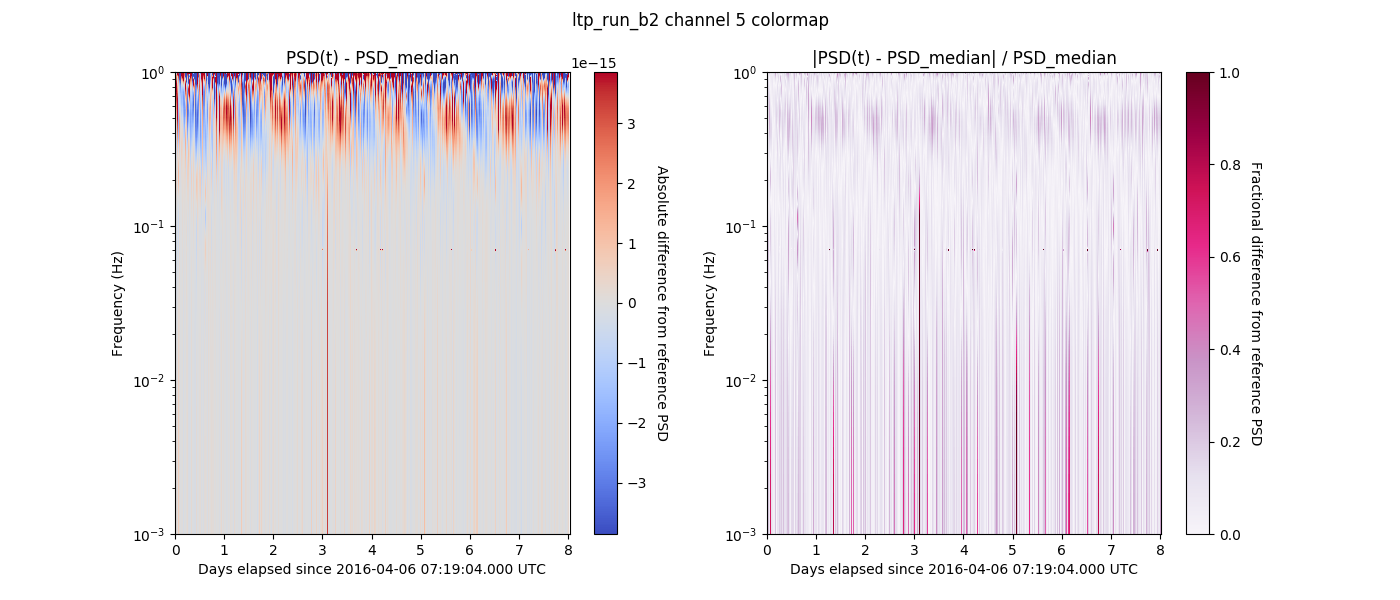 ltp_run_b2 channel 5 colormap
PSD(t) - PSD_median
1e−15
10⁰
10⁻¹
10⁻²
10⁻³
Frequency (Hz)
0 1 2 3 4 5 6 7 8
Days elapsed since 2016-04-06 07:19:04.000 UTC
3
2
1
0
−1
−2
−3
Absolute difference from reference PSD
|PSD(t) - PSD_median| / PSD_median
10⁰
10⁻¹
10⁻²
10⁻³
Frequency (Hz)
0 1 2 3 4 5 6 7 8
Days elapsed since 2016-04-06 07:19:04.000 UTC
1.0
0.8
0.6
0.4
0.2
0.0
Fractional difference from reference PSD